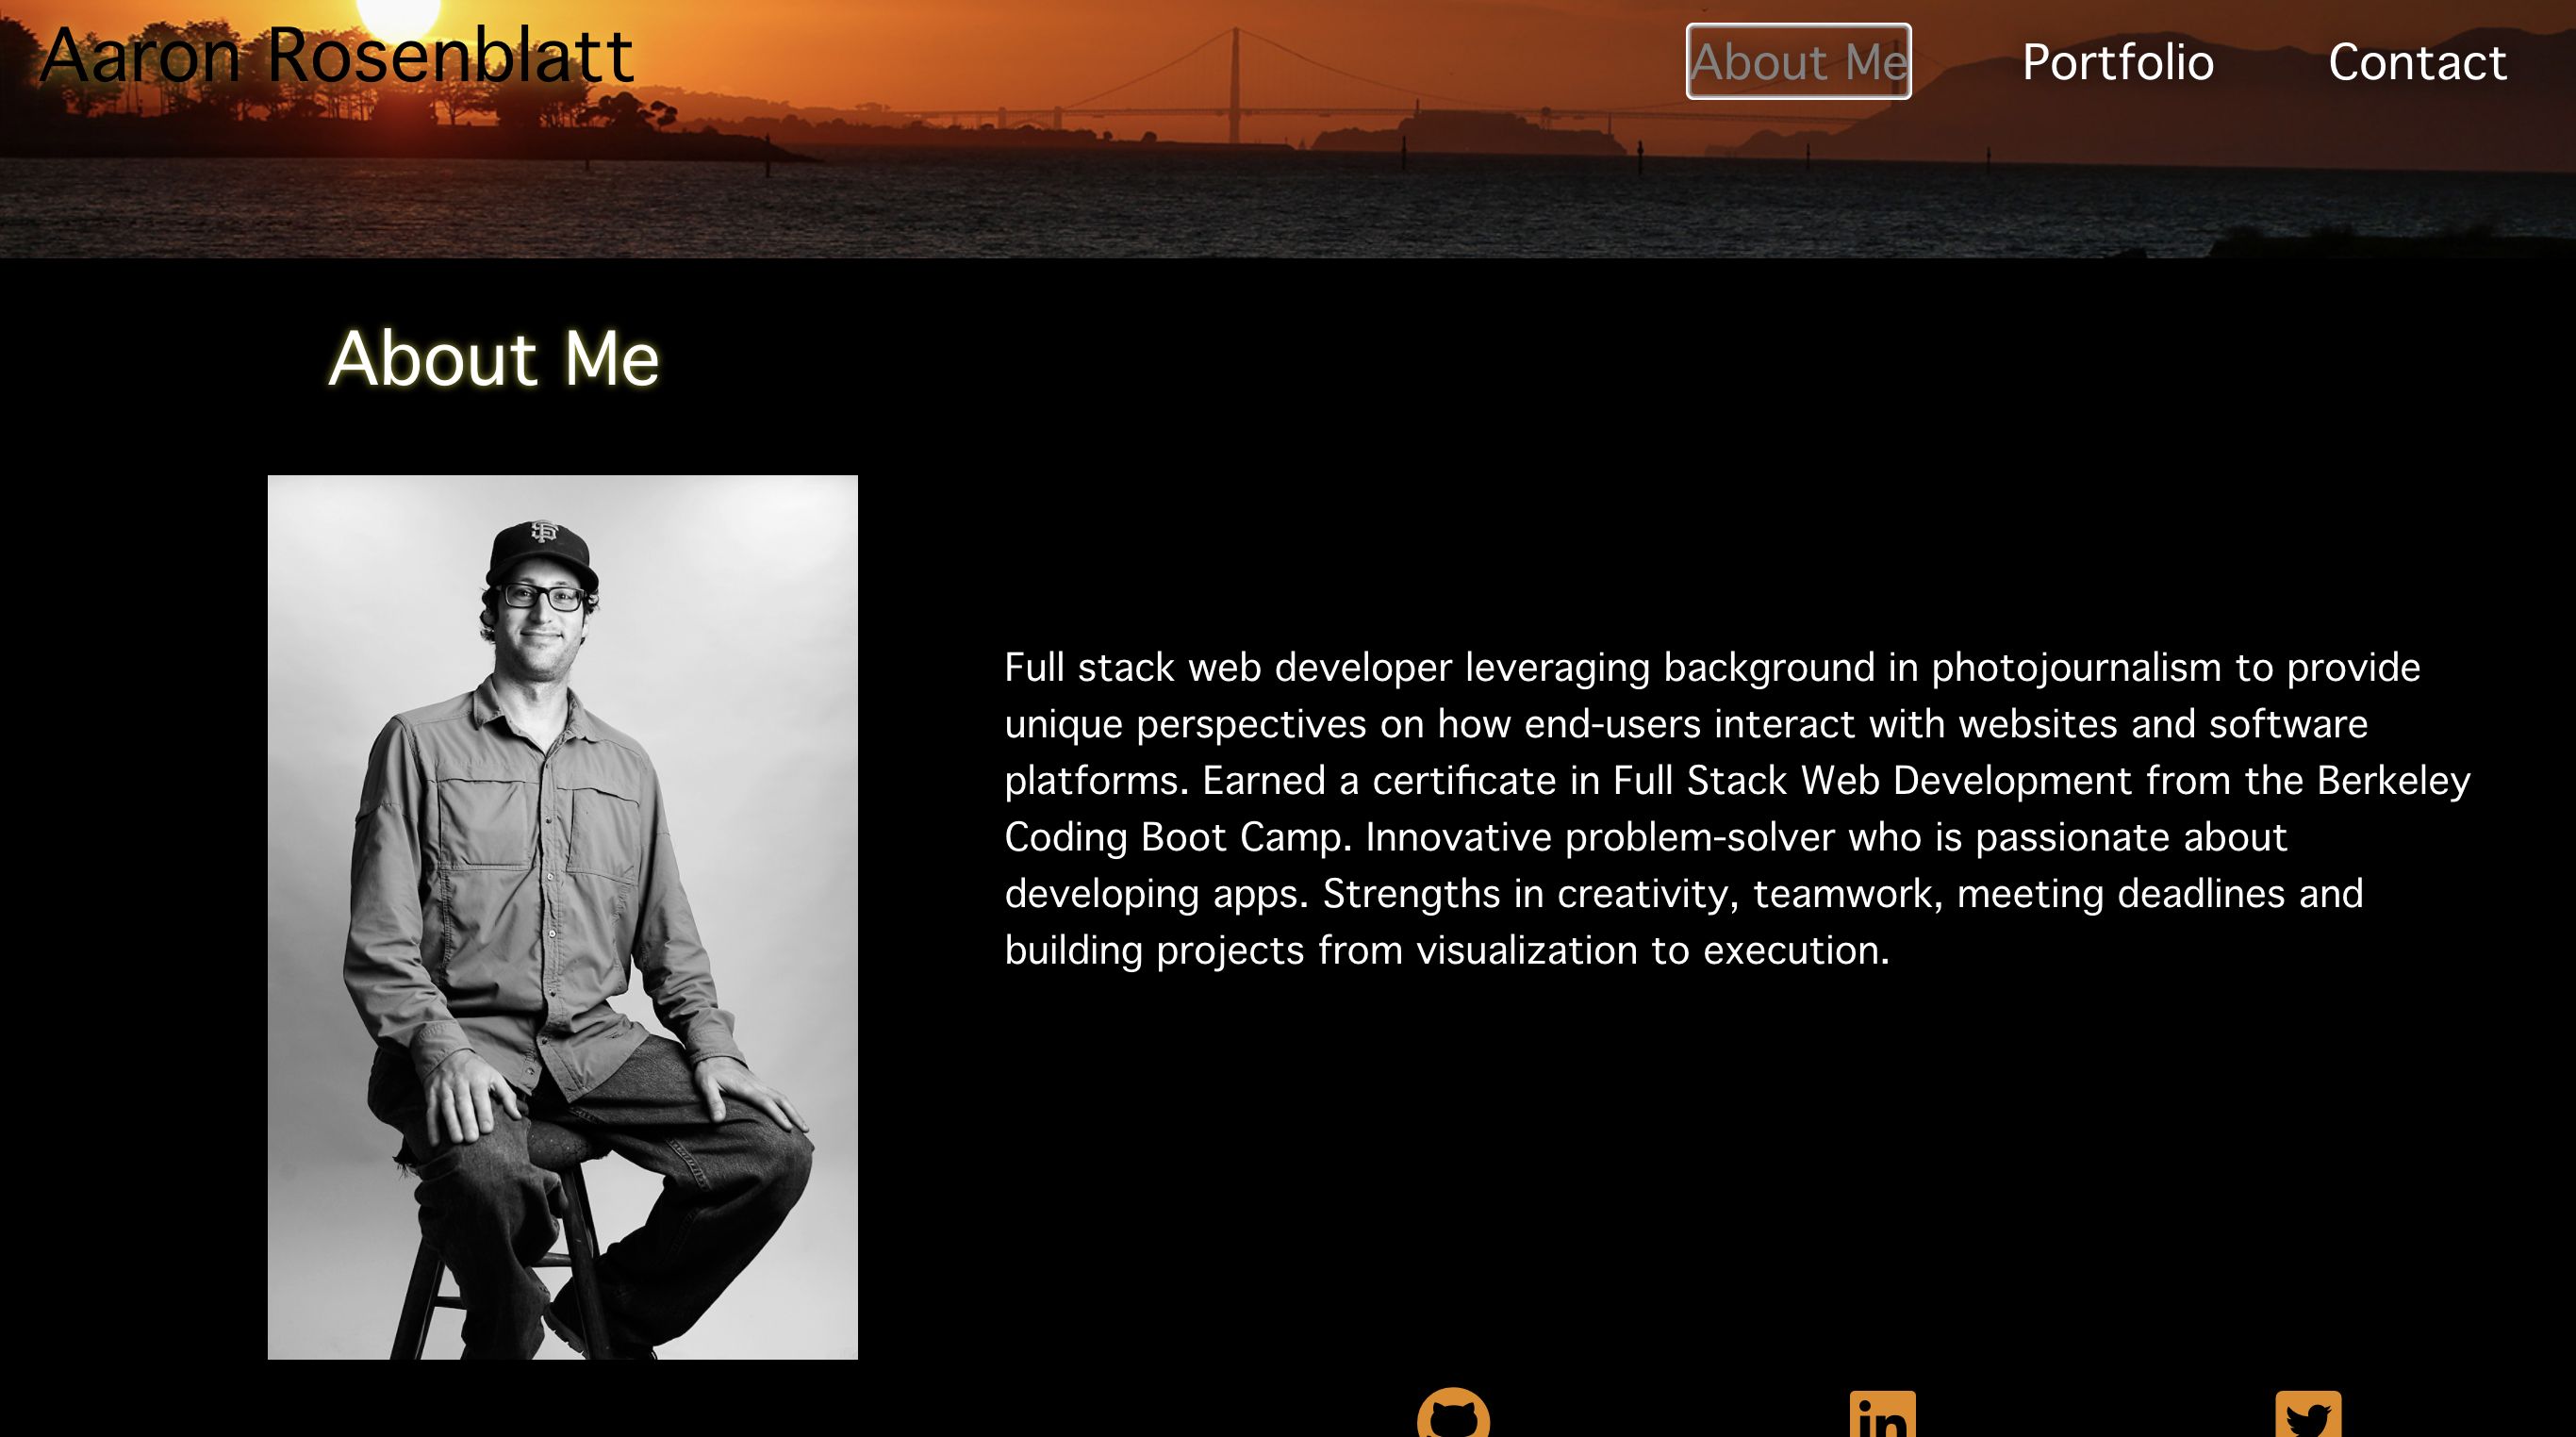 Aaron Rosenblatt
About Me
Portfolio
Contact
About Me
SF
Full stack web developer leveraging background in photojournalism to provide
unique perspectives on how end-users interact with websites and software
platforms. Earned a certificate in Full Stack Web Development from the Berkeley
Coding Boot Camp. Innovative problem-solver who is passionate about
developing apps. Strengths in creativity, teamwork, meeting deadlines and
building projects from visualization to execution.
in